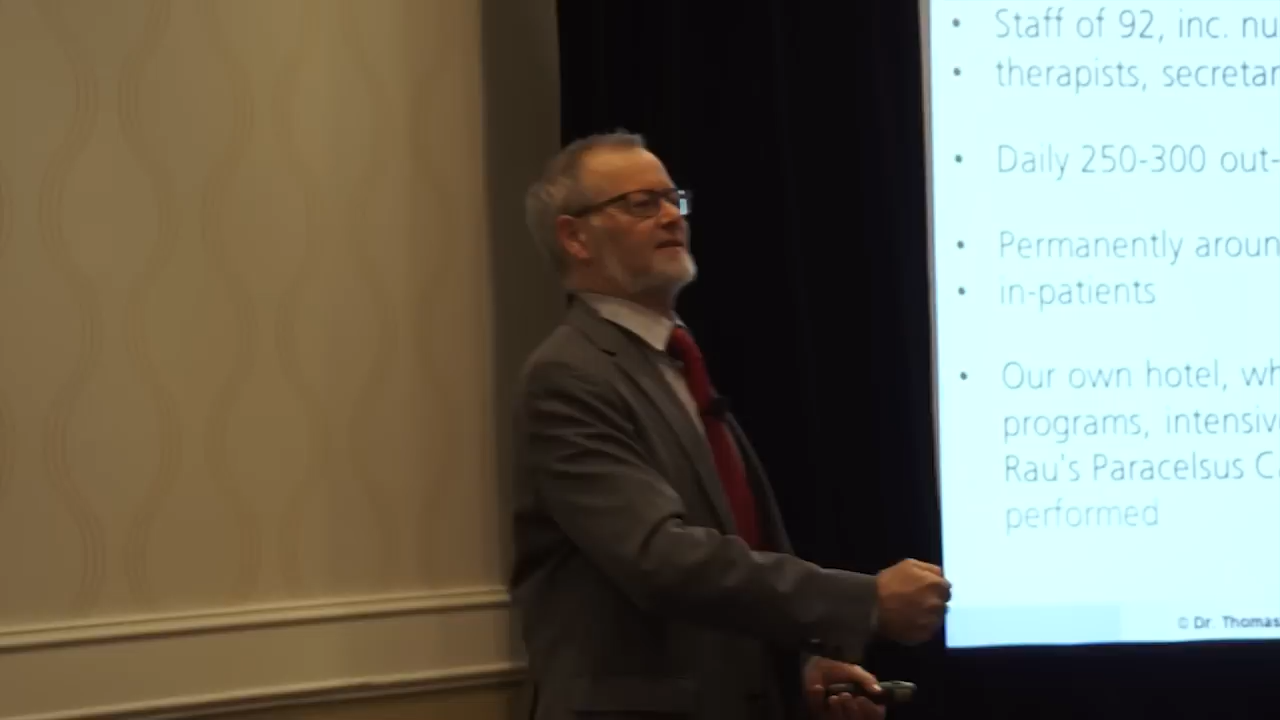 • Staff of 92, inc. nu
• therapists, secretar
• Daily 250-300 out-
• Permanently aroun
• in-patients
• Our own hotel, wh
programs, intensiv
Rau's Paracelsus C
performed
© Dr. Thomas